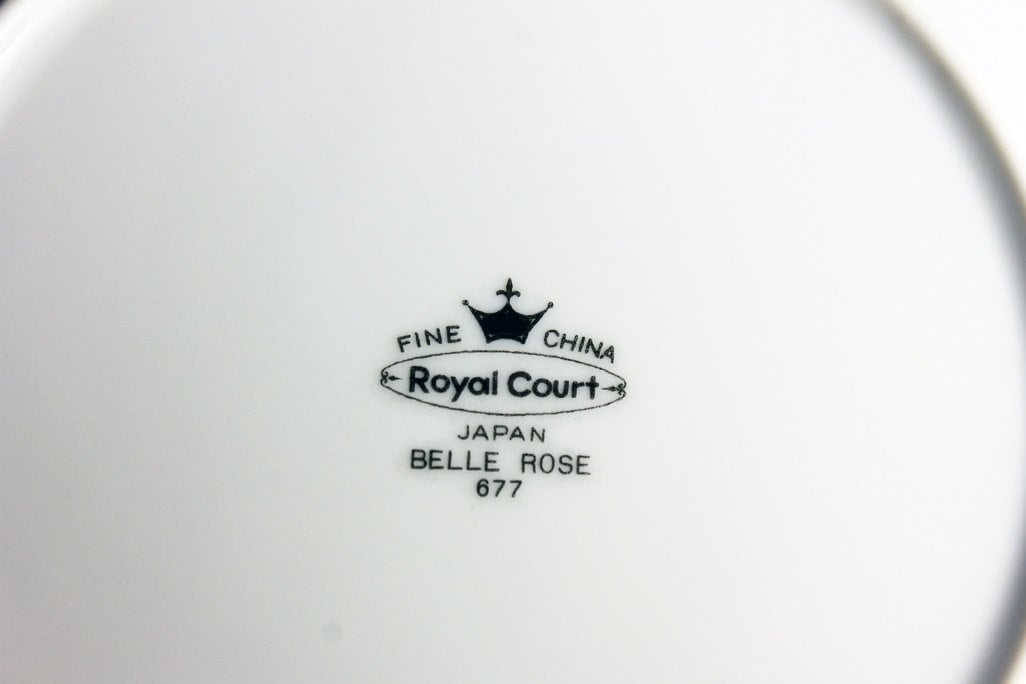 FINE CHINA
Royal Court
JAPAN
BELLE ROSE
677